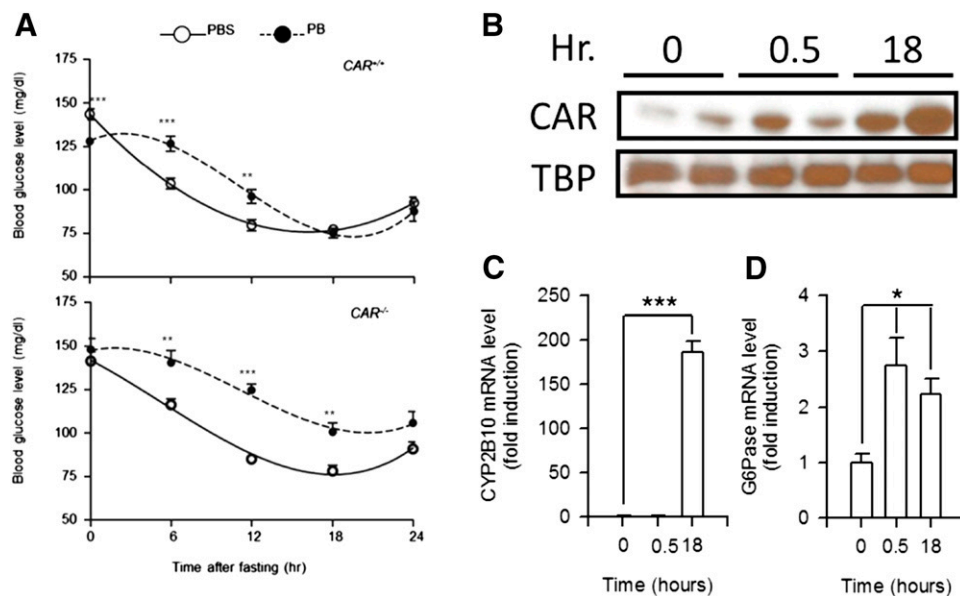 A
PBS
PB
CAR+/+
175
150
125
100
75
50
Blood glucose level (mg/dl)
***
***
**
CAR-/-
175
150
125
100
75
50
Blood glucose level (mg/dl)
**
***
**
0 6 12 18 24
Time after fasting (hr)
B
Hr. 0 0.5 18
CAR
TBP
C
250
200
150
100
50
0
CYP2B10 mRNA level
(fold induction)
***
0 0.5 18
Time (hours)
D
4
3
2
1
0
G6Pase mRNA level
(fold induction)
*
0 0.5 18
Time (hours)